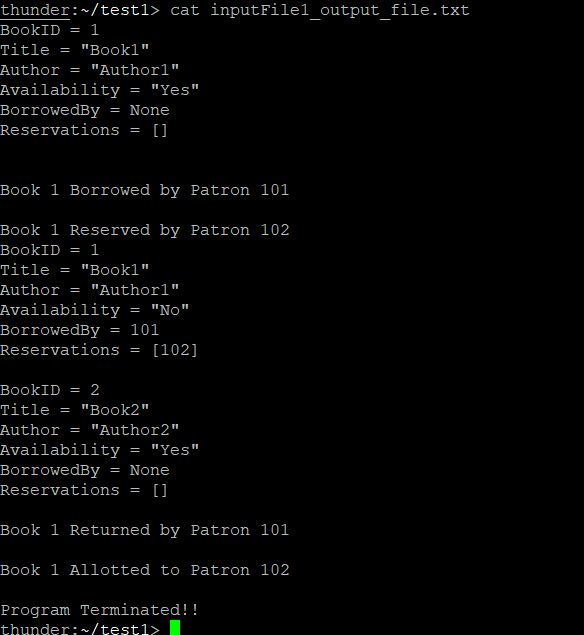 thunder:~/test1> cat inputFile1_output_file.txt
BookID = 1
Title = "Book1"
Author = "Author1"
Availability = "Yes"
BorrowedBy = None
Reservations = []
Book 1 Borrowed by Patron 101
Book 1 Reserved by Patron 102
BookID = 1
Title = "Book1"
Author = "Author1"
Availability = "No"
BorrowedBy = 101
Reservations = [102]
BookID = 2
Title = "Book2"
Author = "Author2"
Availability = "Yes"
BorrowedBy = None
Reservations = []
Book 1 Returned by Patron 101
Book 1 Allotted to Patron 102
Program Terminated!!
thunder:~/test1>